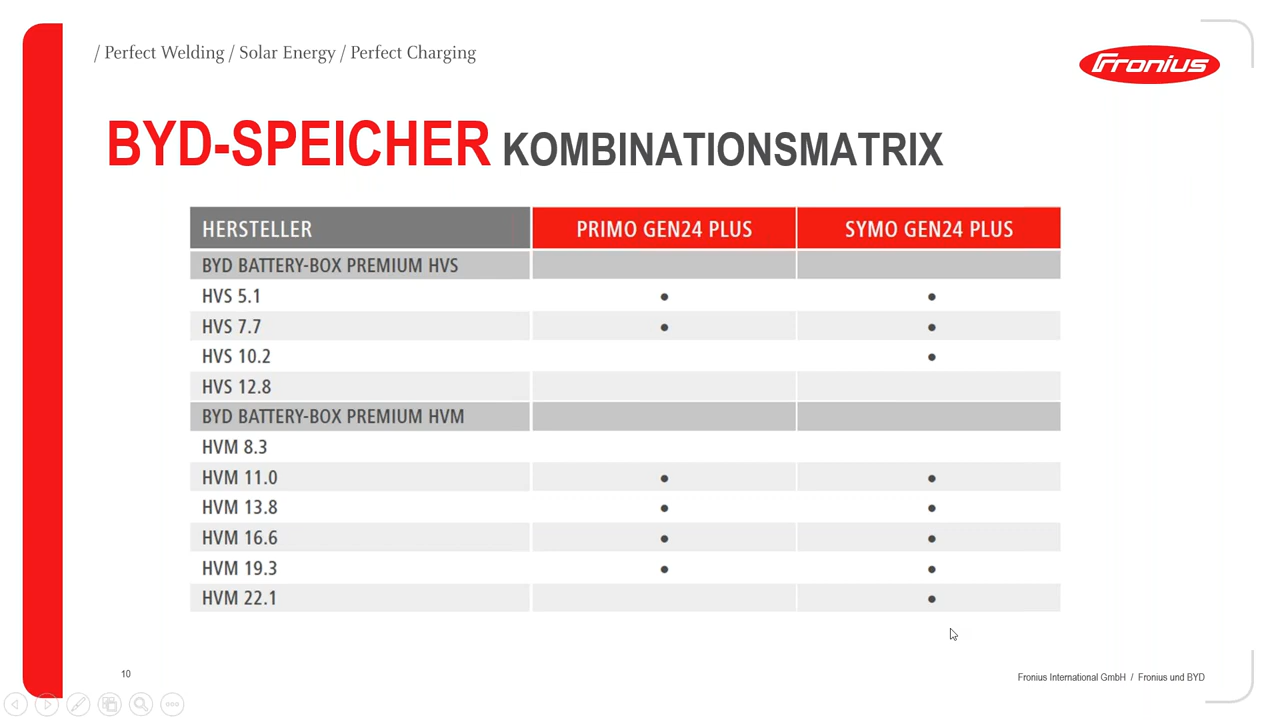 / Perfect Welding / Solar Energy / Perfect Charging
Fronius
BYD-SPEICHER KOMBINATIONSMATRIX
HERSTELLER PRIMO GEN24 PLUS SYMO GEN24 PLUS
BYD BATTERY-BOX PREMIUM HVS
HVS 5.1 • •
HVS 7.7 • •
HVS 10.2 •
HVS 12.8
BYD BATTERY-BOX PREMIUM HVM
HVM 8.3
HVM 11.0 • •
HVM 13.8 • •
HVM 16.6 • •
HVM 19.3 • •
HVM 22.1 •
10
Fronius International GmbH / Fronius und BYD